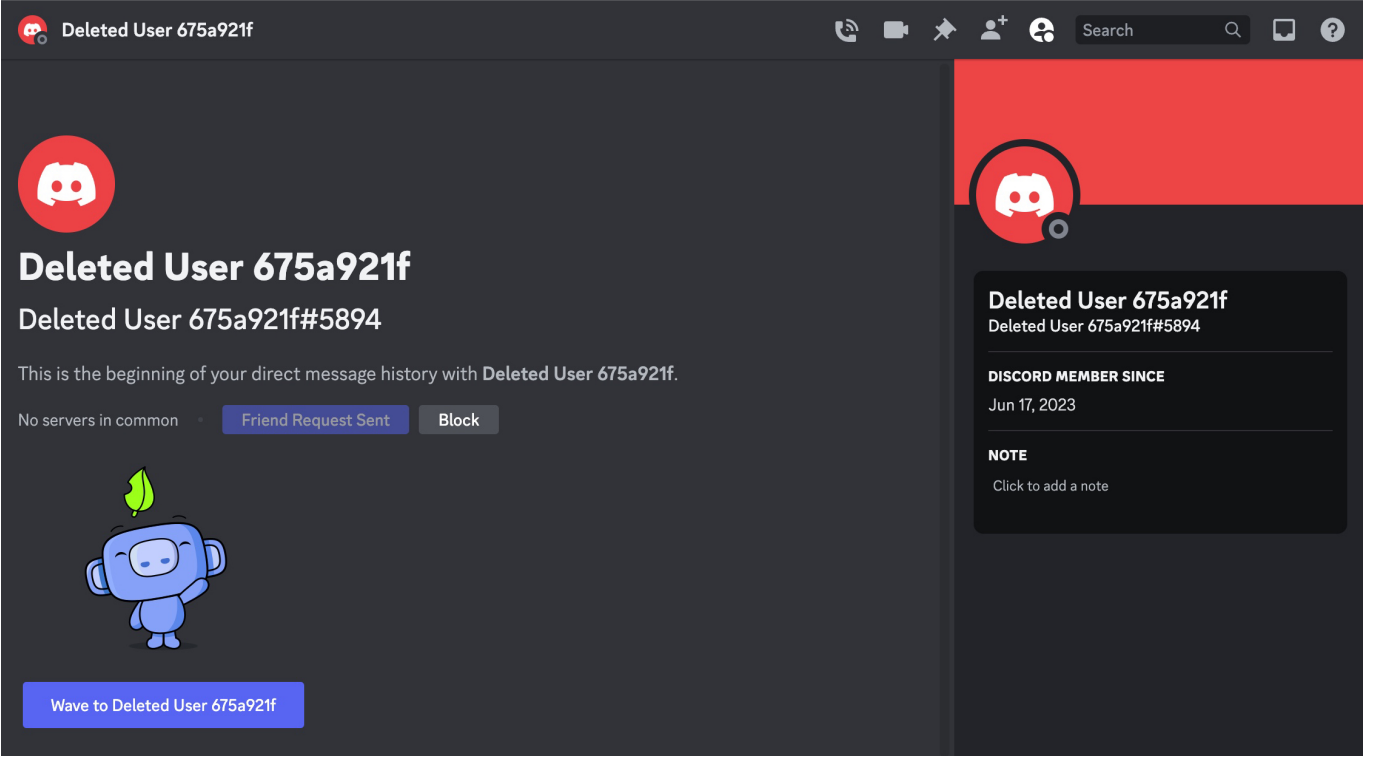 Deleted User 675a921f
Search
Deleted User 675a921f
Deleted User 675a921f#5894
This is the beginning of your direct message history with Deleted User 675a921f.
No servers in common
Friend Request Sent
Block
Wave to Deleted User 675a921f
Deleted User 675a921f
Deleted User 675a921f#5894
DISCORD MEMBER SINCE
Jun 17, 2023
NOTE
Click to add a note